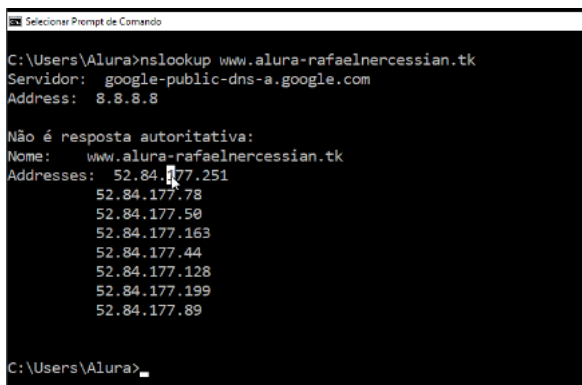 Selecionar Prompt de Comando
C:\Users\Alura>nslookup www.alura-rafaelnercessian.tk
Servidor:  google-public-dns-a.google.com
Address:  8.8.8.8
Não é resposta autoritativa:
Nome:    www.alura-rafaelnercessian.tk
Addresses:  52.84.177.251
52.84.177.78
52.84.177.50
52.84.177.163
52.84.177.44
52.84.177.128
52.84.177.199
52.84.177.89
C:\Users\Alura>